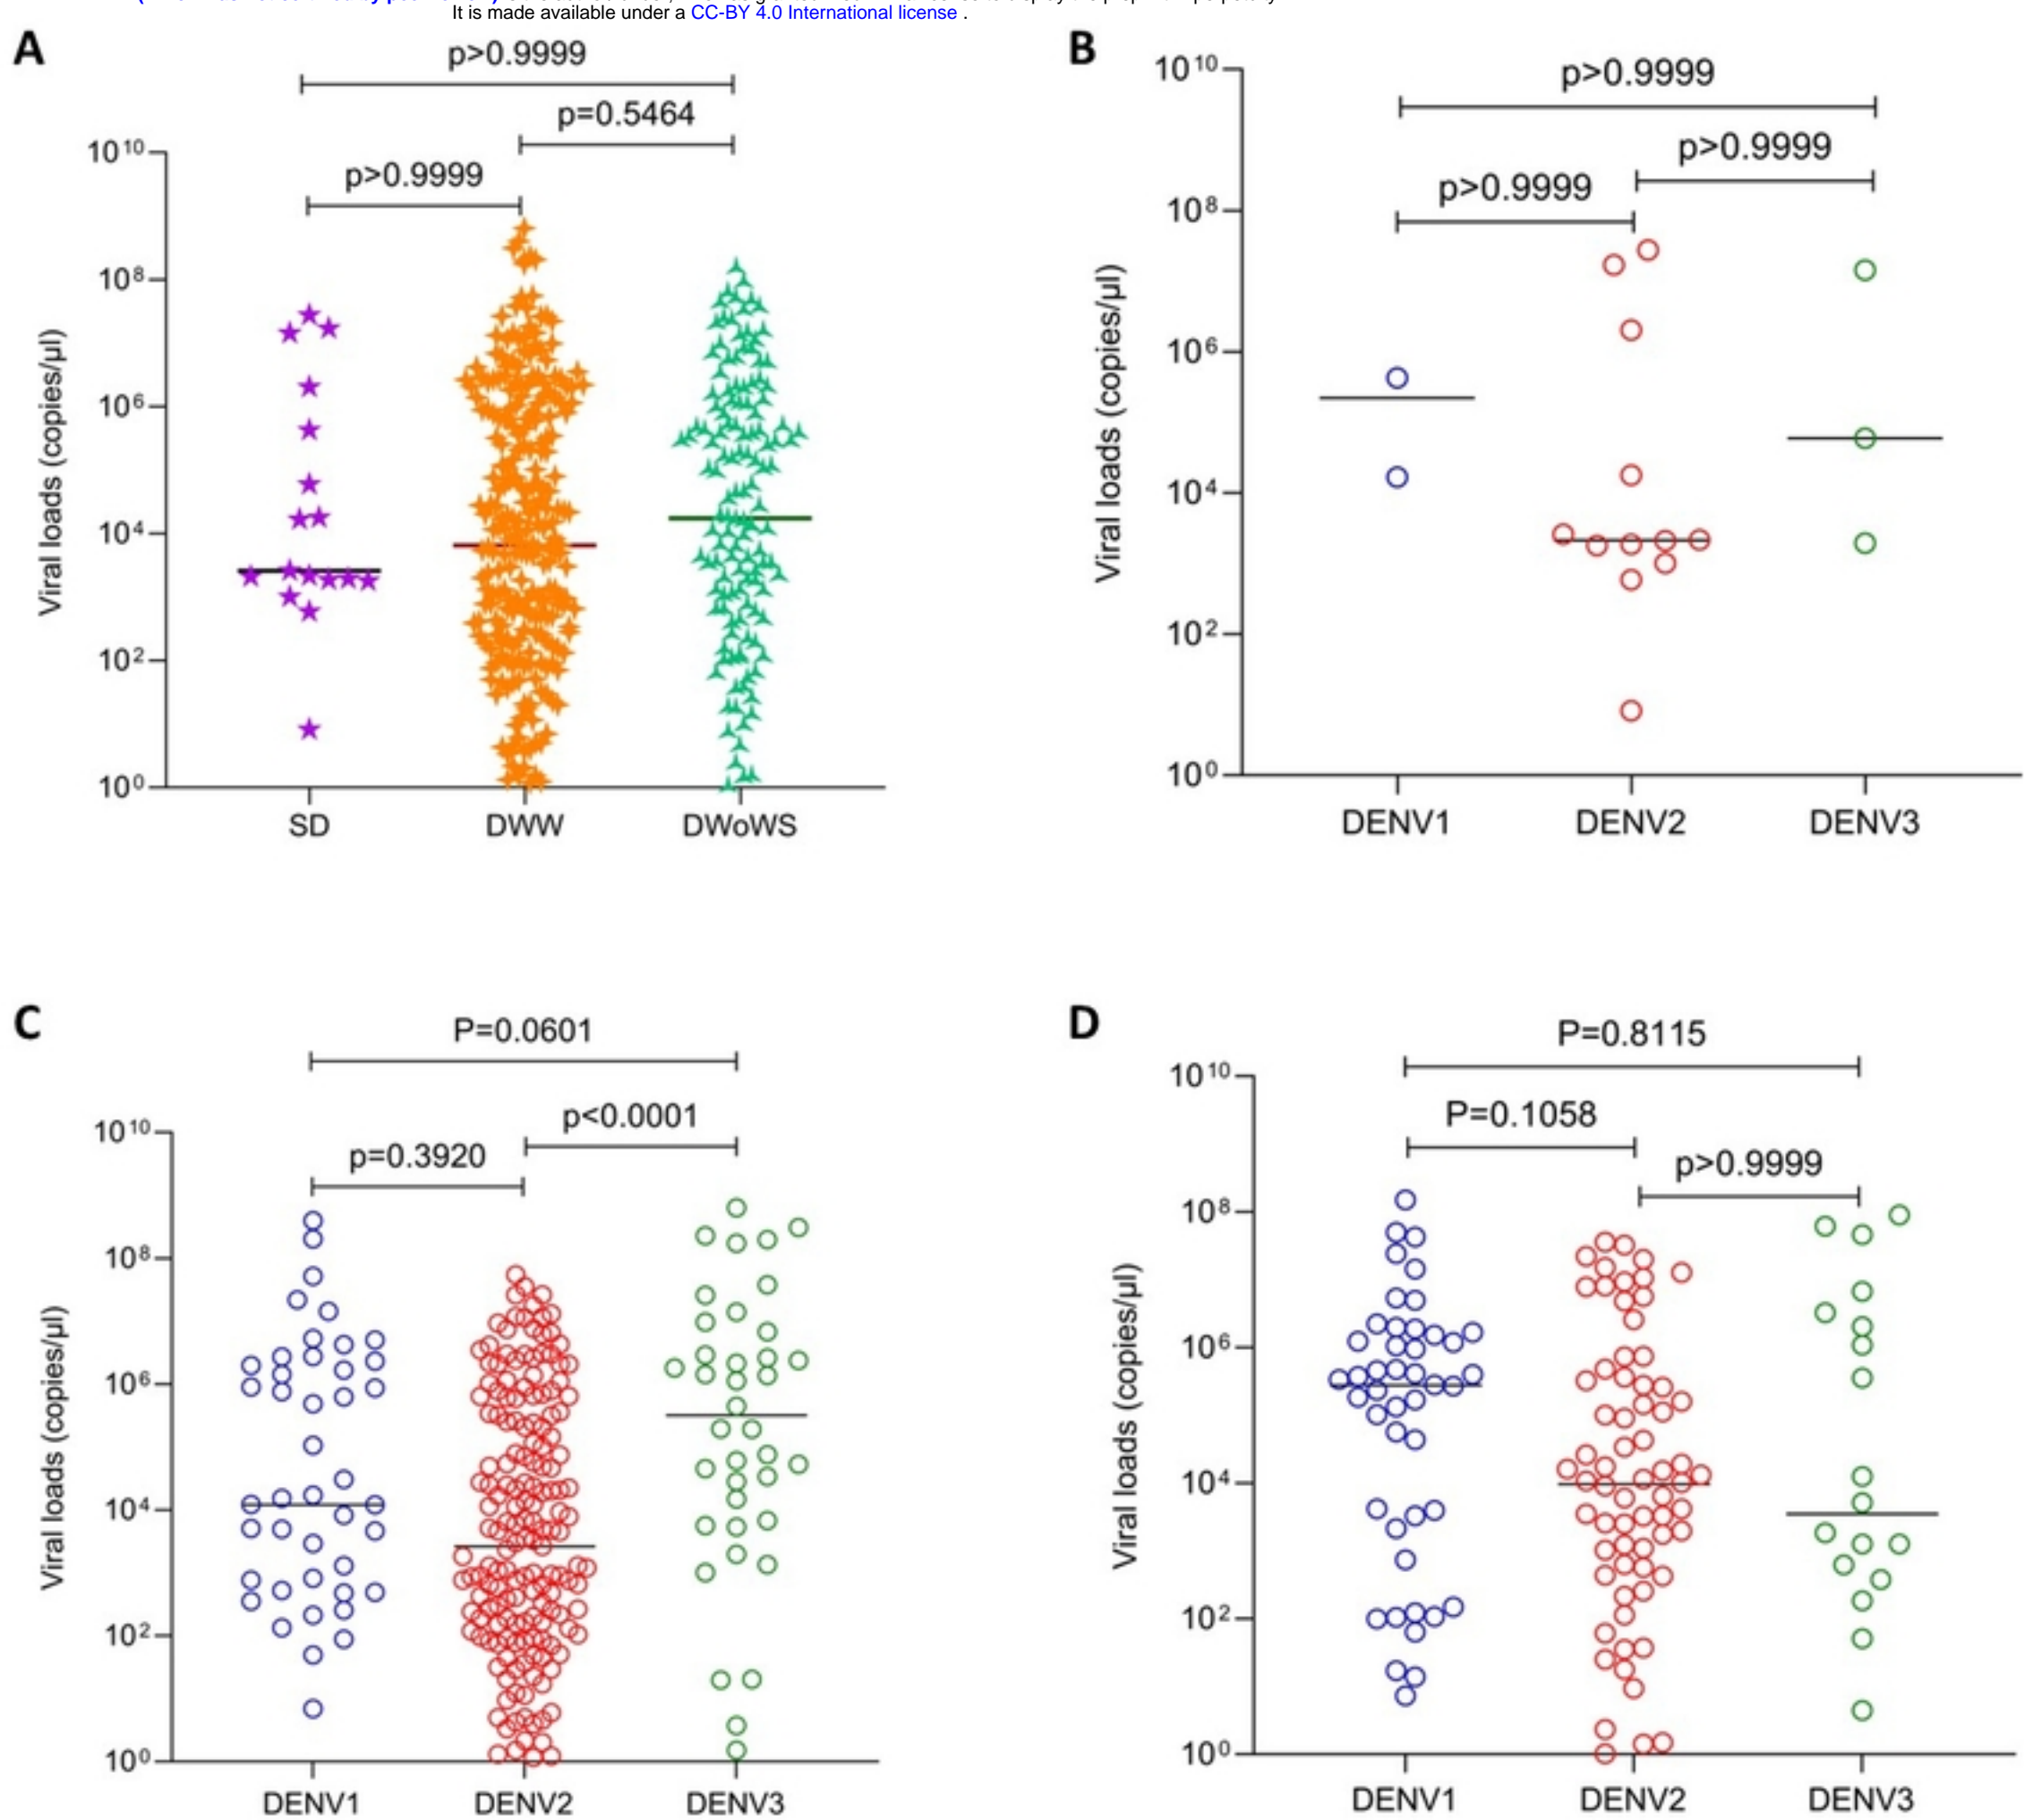 It is made available under a CC-BY 4.0 International license .
A
p>0.9999
p=0.5464
p>0.9999
10^10
10^8
10^6
10^4
10^2
10^0
Viral loads (copies/µl)
SD DWW DWoWS
B
p>0.9999
p>0.9999
p>0.9999
10^10
10^8
10^6
10^4
10^2
10^0
Viral loads (copies/µl)
DENV1 DENV2 DENV3
C
P=0.0601
p<0.0001
p=0.3920
10^10
10^8
10^6
10^4
10^2
10^0
Viral loads (copies/µl)
DENV1 DENV2 DENV3
D
P=0.8115
P=0.1058
p>0.9999
10^10
10^8
10^6
10^4
10^2
10^0
Viral loads (copies/µl)
DENV1 DENV2 DENV3